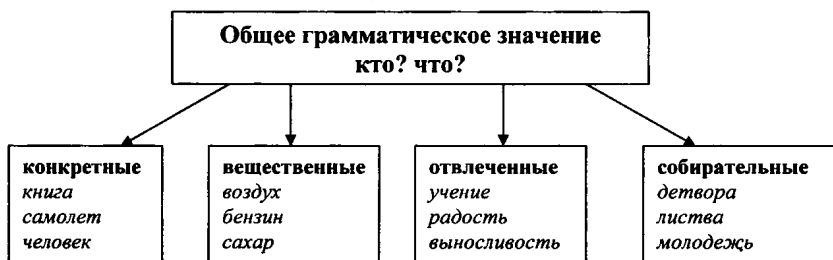 Общее грамматическое значение
кто? что?
конкретные
книга
самолет
человек
вещественные
воздух
бензин
сахар
отвлеченные
учение
радость
выносливость
собирательные
детвора
листва
молодежь